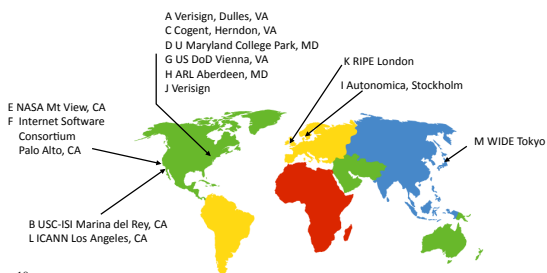 A Verisign, Dulles, VA
C Cogent, Herndon, VA
D U Maryland College Park, MD
G US DoD Vienna, VA
H ARL Aberdeen, MD
J Verisign
K RIPE London
I Autonomica, Stockholm
E NASA Mt View, CA
F Internet Software
Consortium
Palo Alto, CA
M WIDE Tokyo
B USC-ISI Marina del Rey, CA
L ICANN Los Angeles, CA